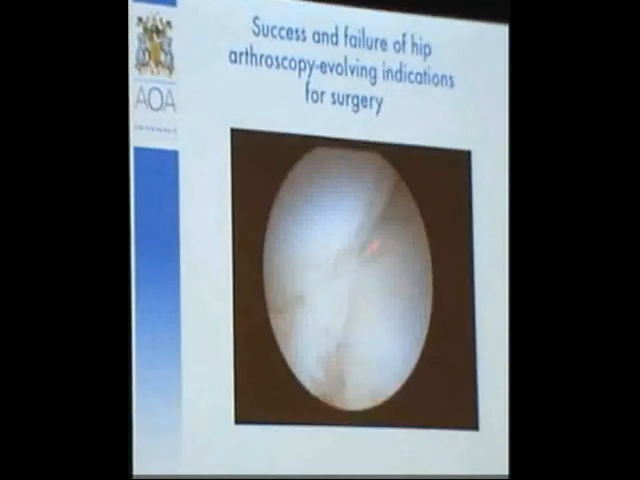 Success and failure of hip
arthroscopy-evolving indications
for surgery
AOA